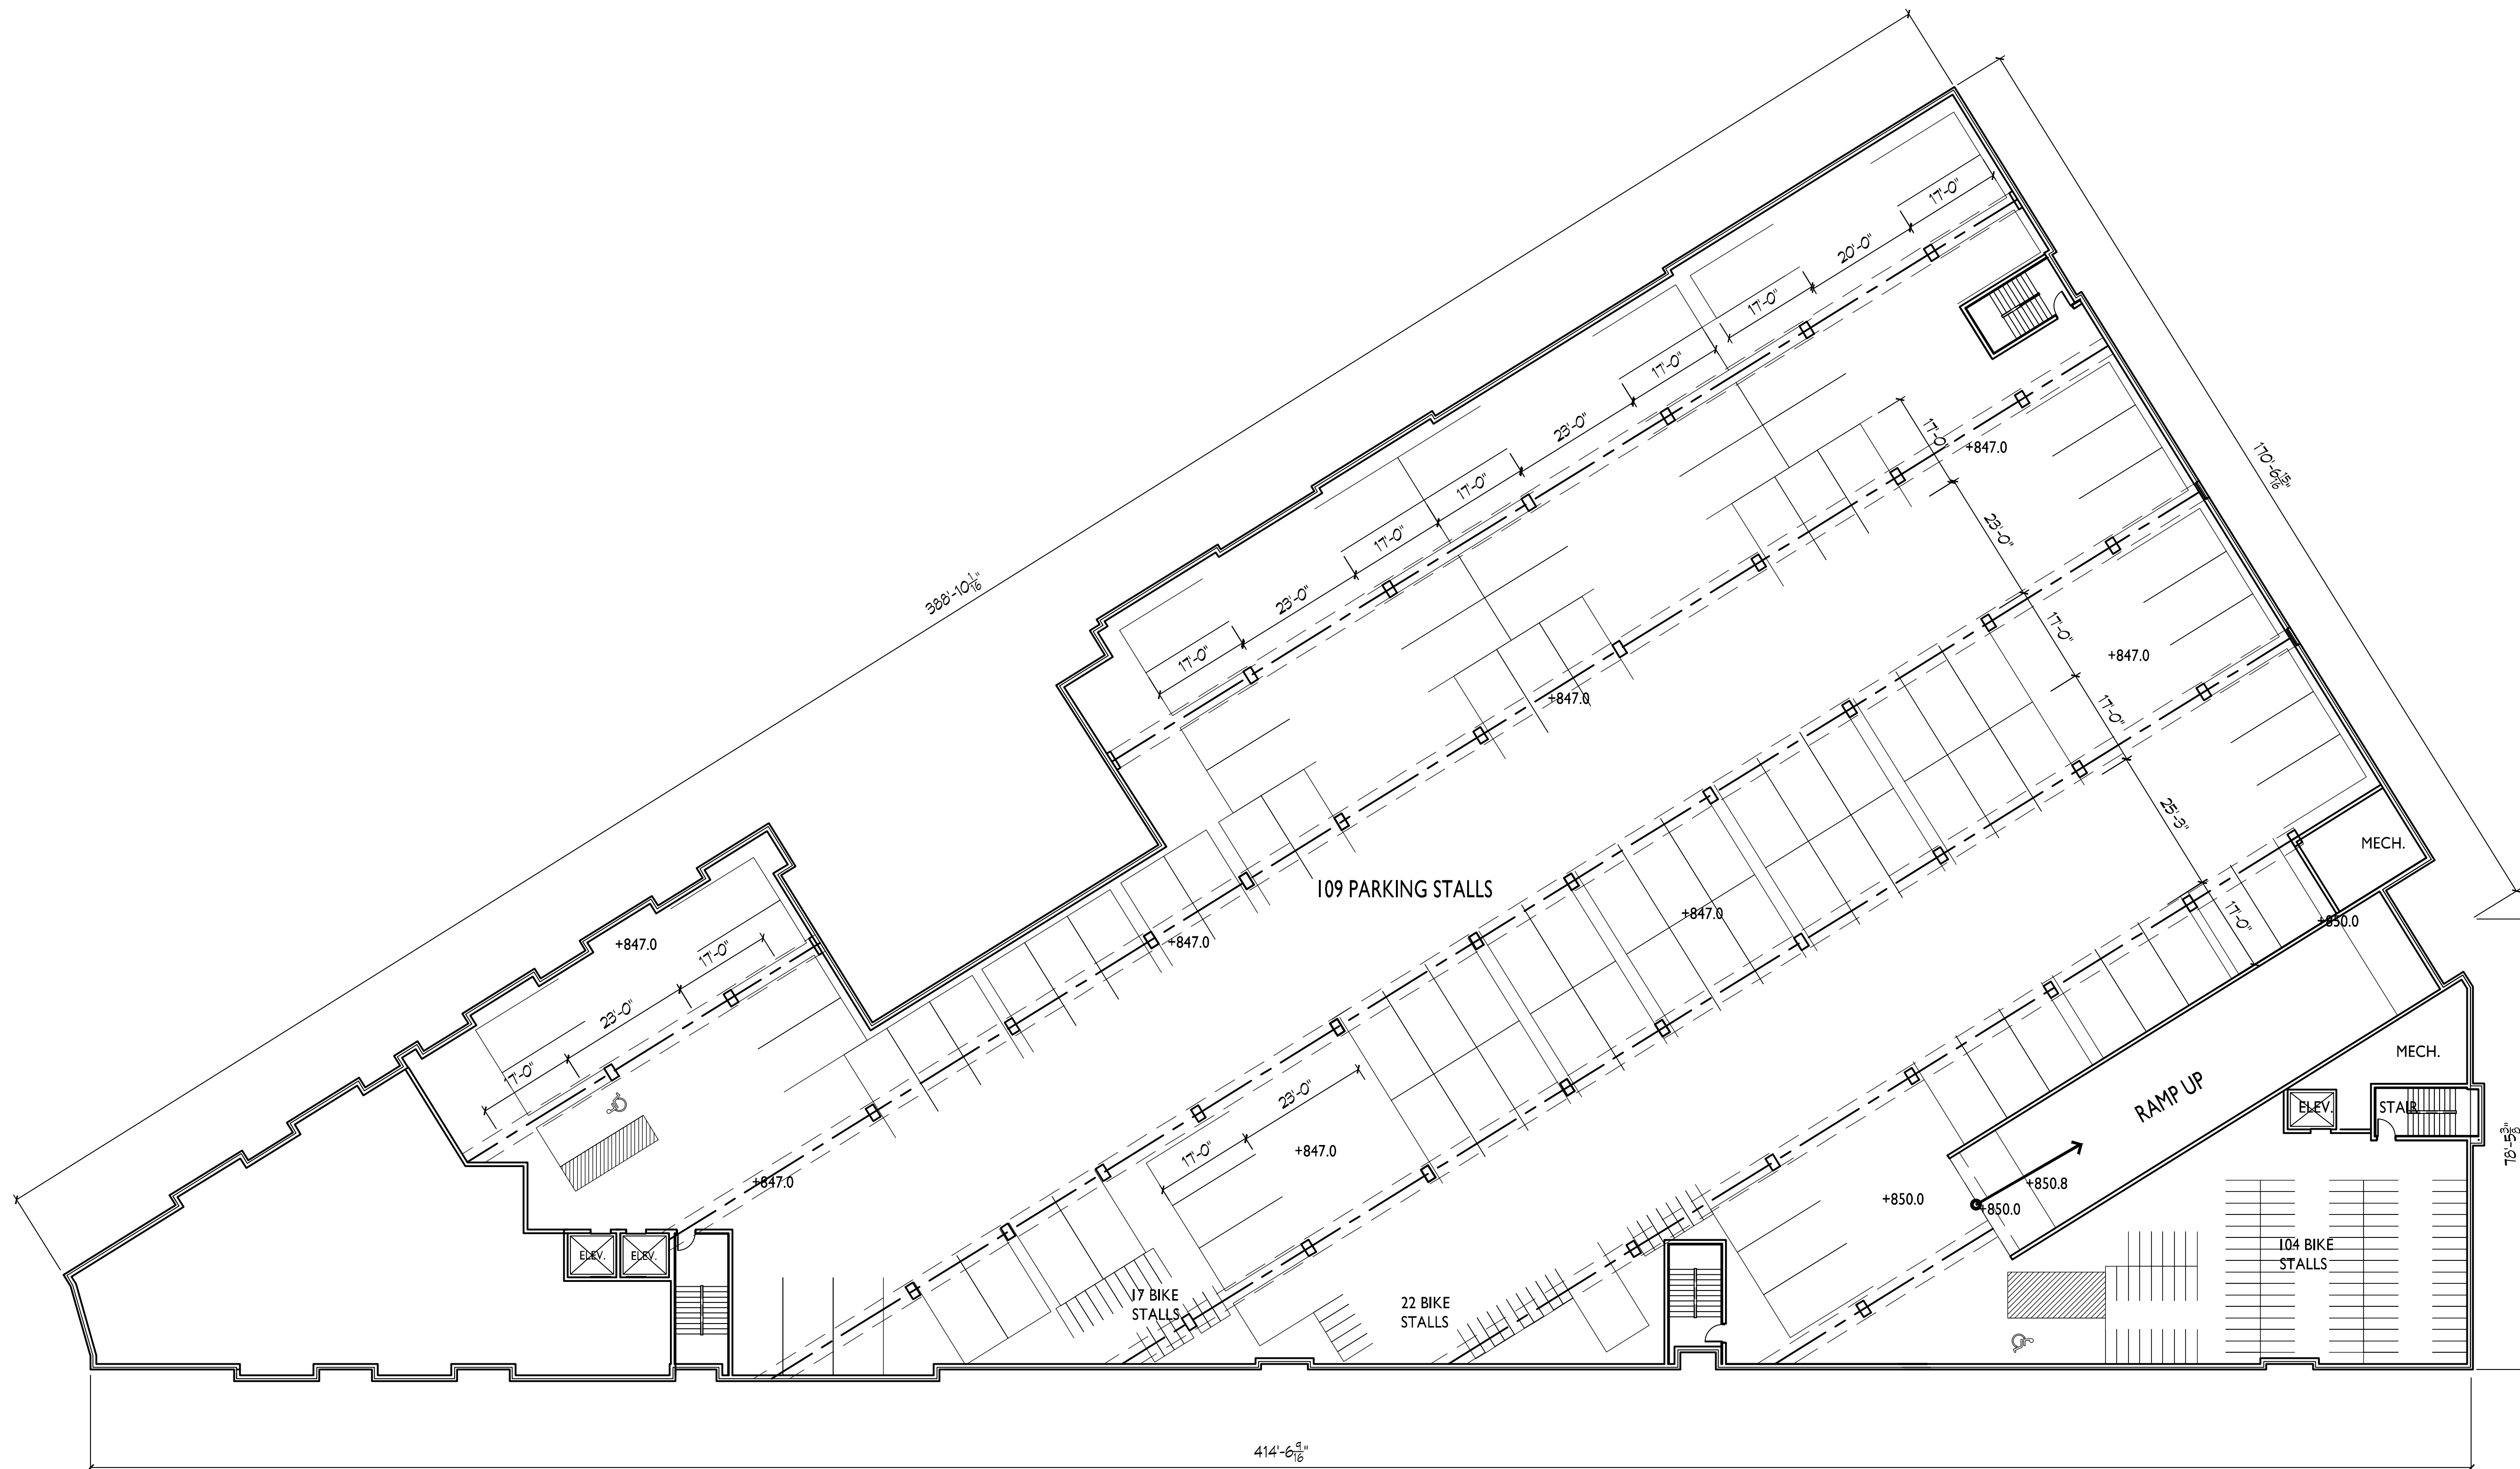 17'-0"
20'-0"
17'-0"
17'-0"
23'-0"
17'-0"
17'-0"
23'-0"
17'-0"
388'-10 1/16"
170'-6 15/16"
17'-0"
+847.0
23'-0"
17'-0"
+847.0
17'-0"
+847.0
25'-3"
MECH.
109 PARKING STALLS
+847.0
17'-0"
+850.0
+847.0
+847.0
17'-0"
23'-0"
17'-0"
MECH.
RAMP UP
ELEV.
STAIR
78'-5 3/8"
23'-0"
17'-0"
+847.0
+847.0
+850.8
+850.0
+850.0
ELEV.
ELEV.
104 BIKE
STALLS
17 BIKE
STALLS
22 BIKE
STALLS
414'-6 9/16"